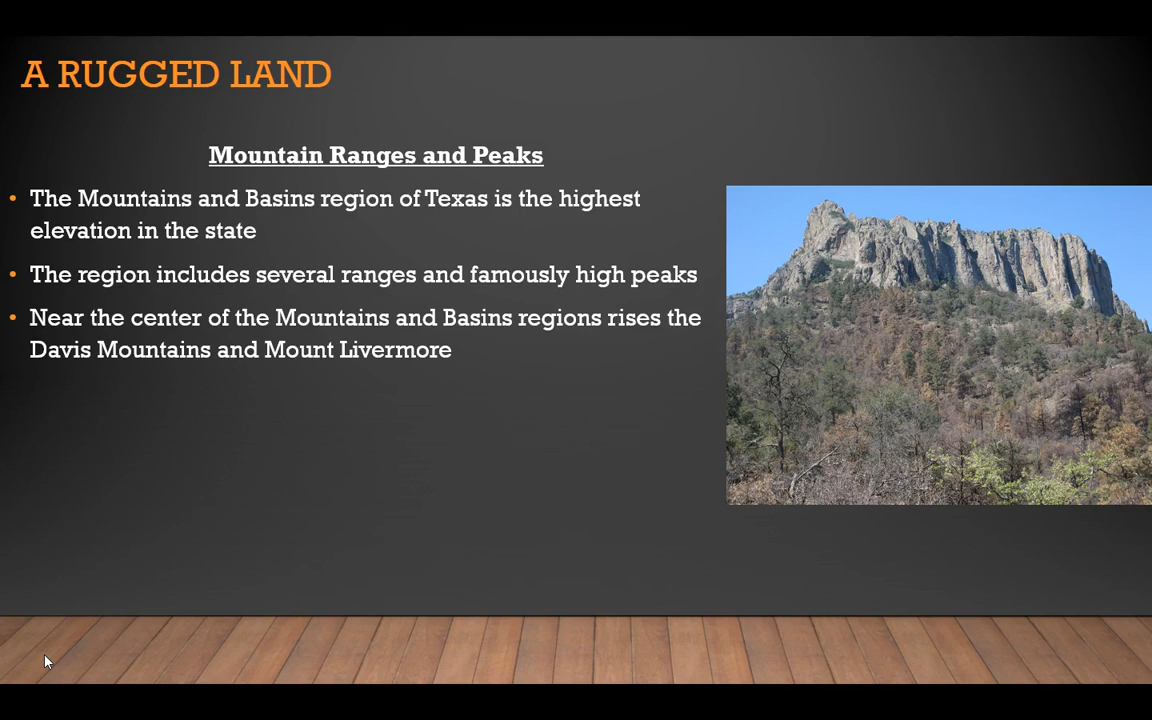 A RUGGED LAND
Mountain Ranges and Peaks
• The Mountains and Basins region of Texas is the highest
elevation in the state
• The region includes several ranges and famously high peaks
• Near the center of the Mountains and Basins regions rises the
Davis Mountains and Mount Livermore